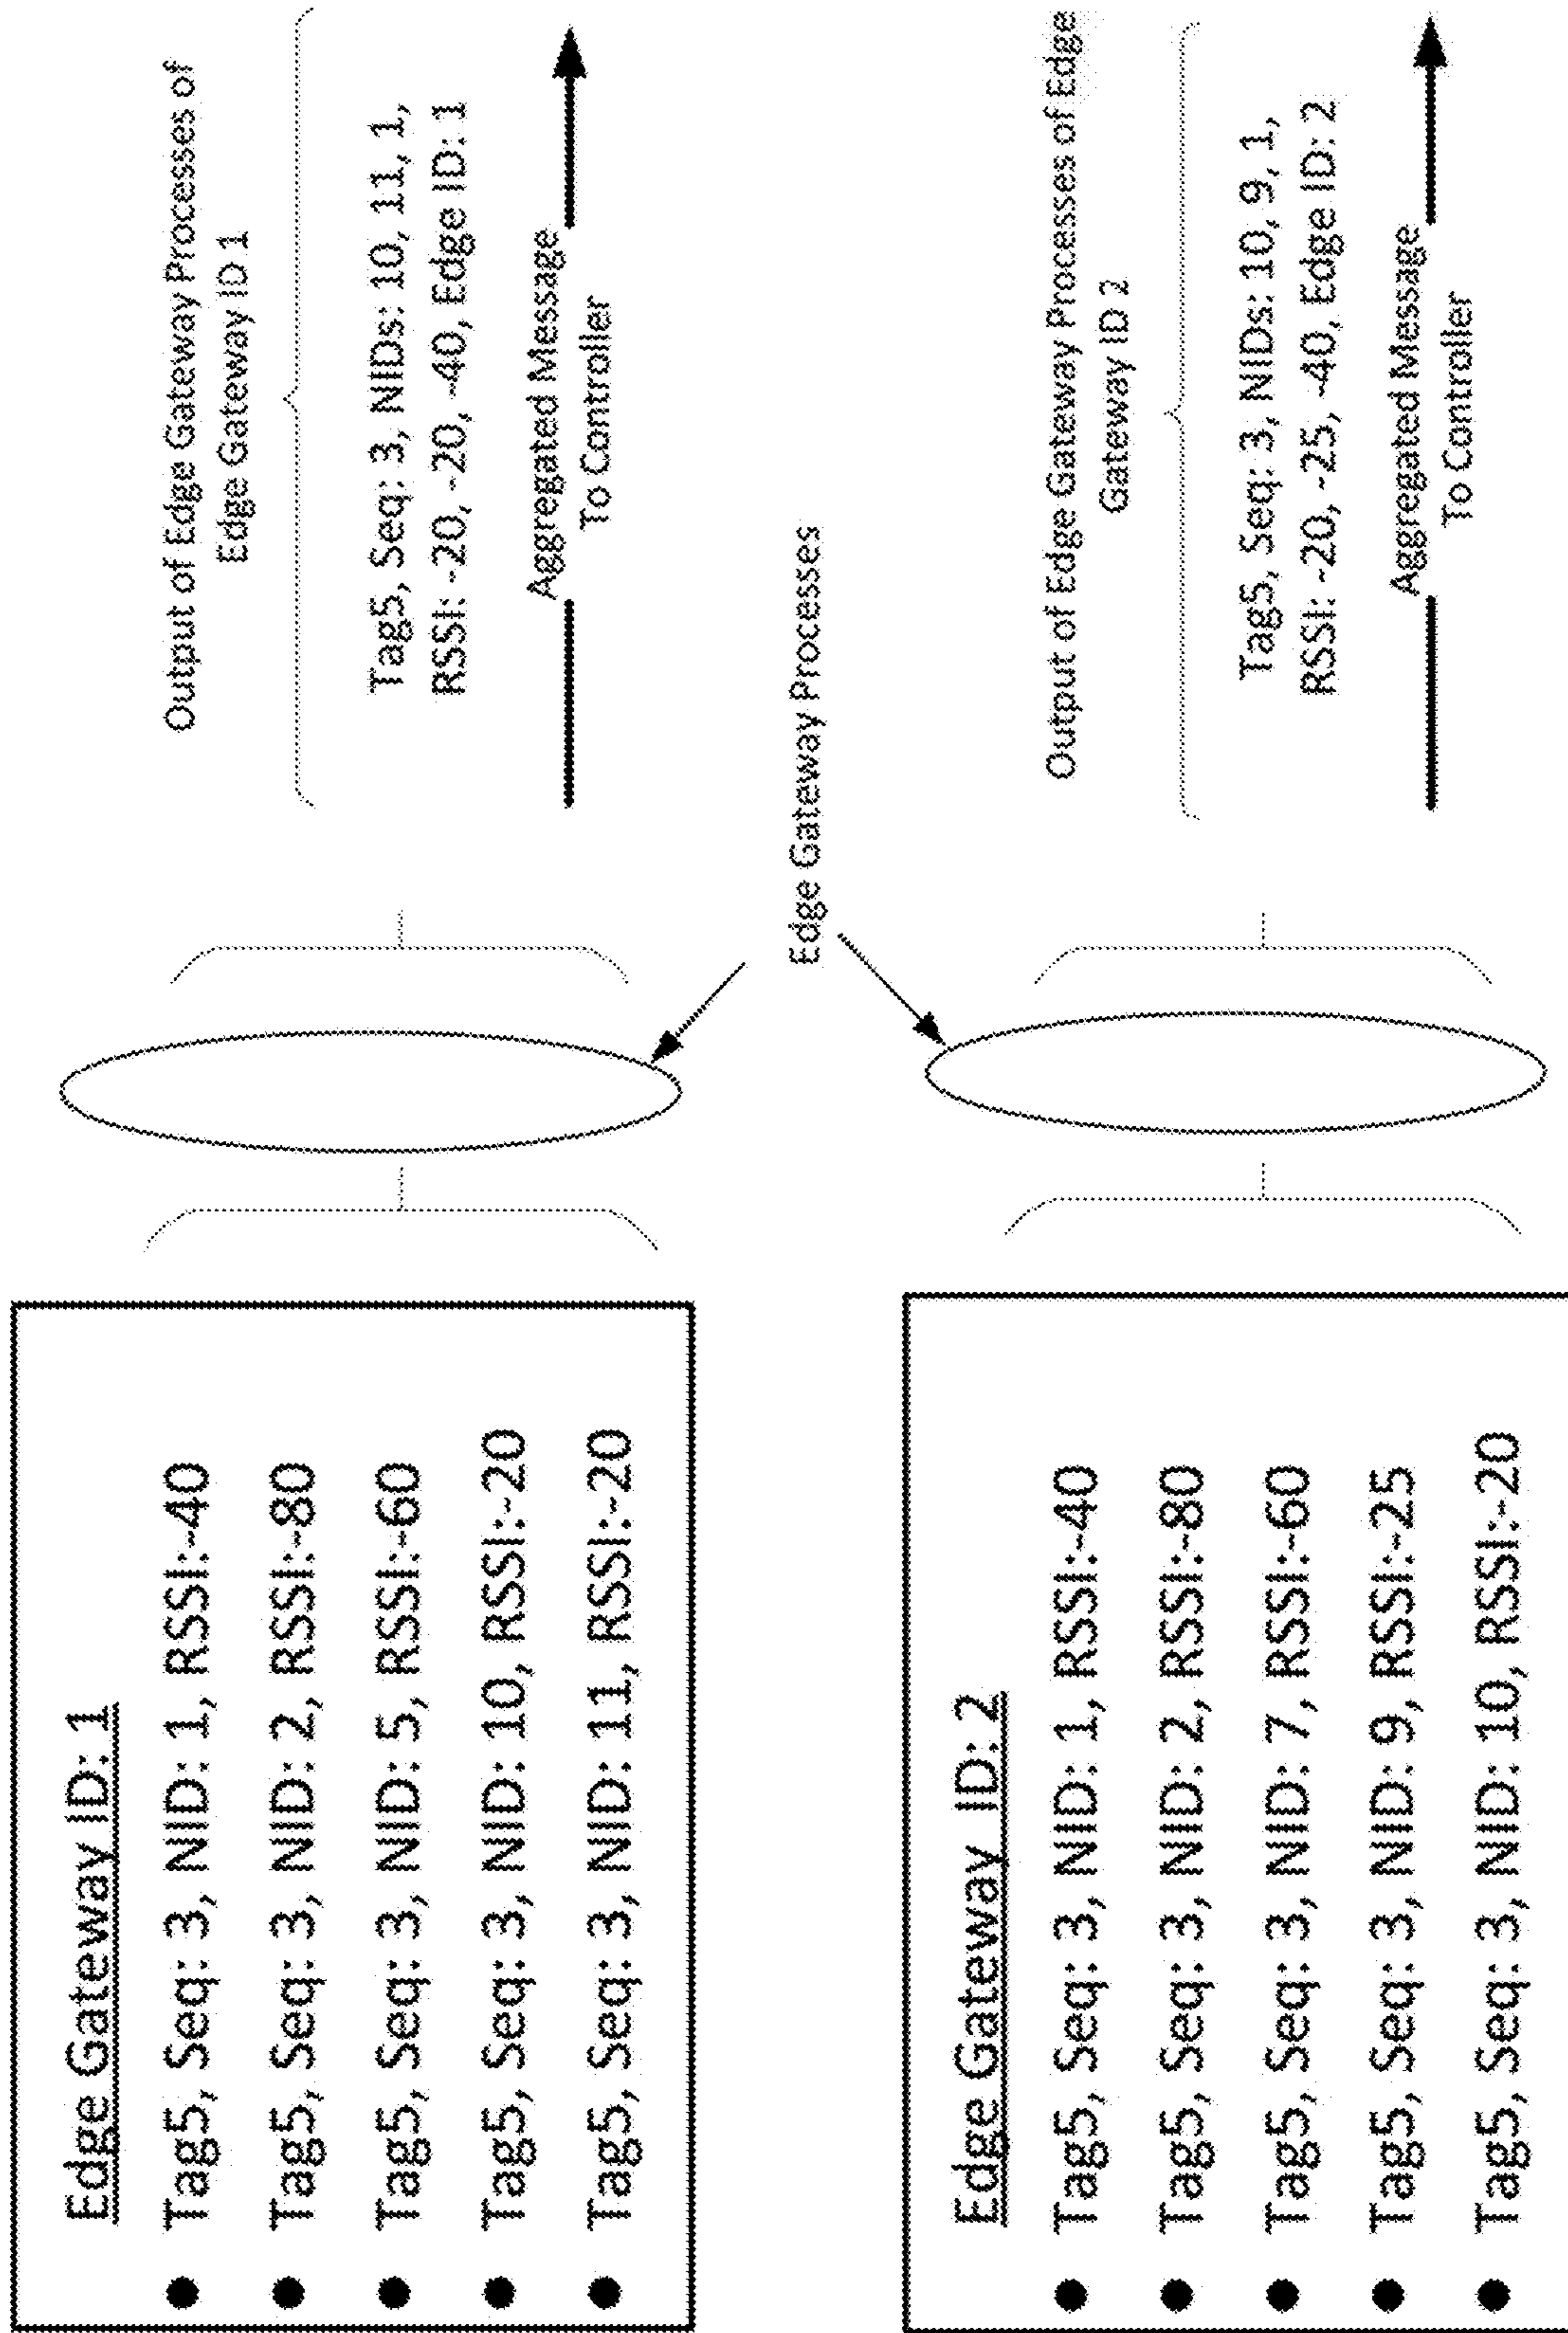 Edge Gateway ID: 1
● Tag5, Seq: 3, NID: 1, RSSI:-40
● Tag5, Seq: 3, NID: 2, RSSI:-80
● Tag5, Seq: 3, NID: 5, RSSI:-60
● Tag5, Seq: 3, NID: 10, RSSI:-20
● Tag5, Seq: 3, NID: 11, RSSI:-20
Output of Edge Gateway Processes of
Edge Gateway ID 1
Tag5, Seq: 3, NIDs: 10, 11, 1,
RSSI: -20, -20, -40, Edge ID: 1
Aggregated Message
To Controller
Edge Gateway Processes
Edge Gateway ID: 2
● Tag5, Seq: 3, NID: 1, RSSI:-40
● Tag5, Seq: 3, NID: 2, RSSI:-80
● Tag5, Seq: 3, NID: 7, RSSI:-60
● Tag5, Seq: 3, NID: 9, RSSI:-25
● Tag5, Seq: 3, NID: 10, RSSI:-20
Output of Edge Gateway Processes of Edge
Gateway ID 2
Tag5, Seq: 3, NIDs: 10, 9, 1,
RSSI: -20, -25, -40, Edge ID: 2
Aggregated Message
To Controller